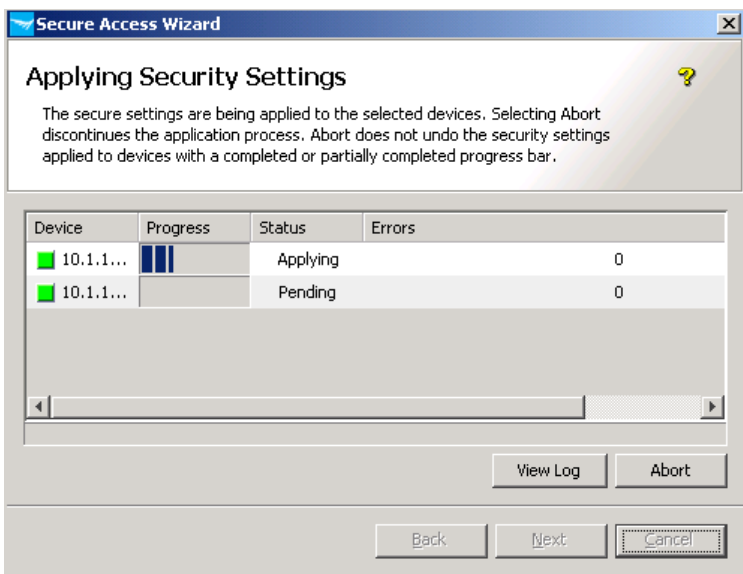 Secure Access Wizard
Applying Security Settings
The secure settings are being applied to the selected devices. Selecting Abort
discontinues the application process. Abort does not undo the security settings
applied to devices with a completed or partially completed progress bar.
Device Progress Status Errors
10.1.1... Applying 0
10.1.1... Pending 0
View Log Abort
Back Next Cancel